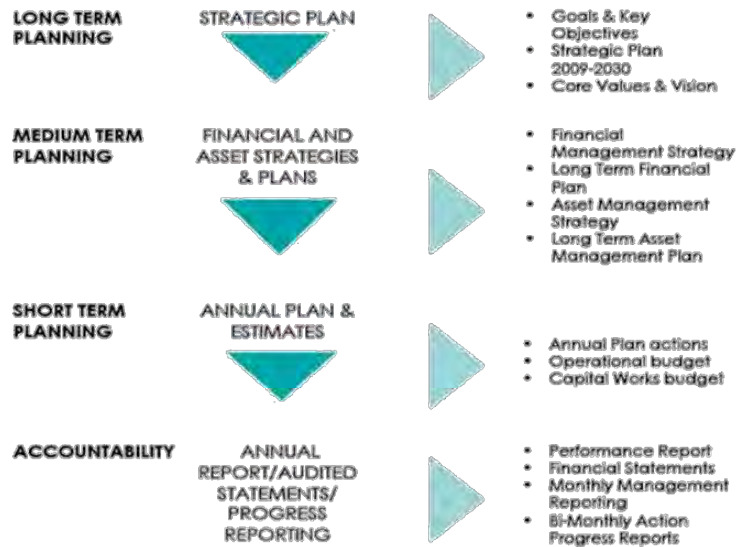 LONG TERM
PLANNING
STRATEGIC PLAN
• Goals & Key
Objectives
• Strategic Plan
2009-2030
• Core Values & Vision
MEDIUM TERM
PLANNING
FINANCIAL AND
ASSET STRATEGIES
& PLANS
• Financial
Management Strategy
• Long Term Financial
Plan
• Asset Management
Strategy
• Long Term Asset
Management Plan
SHORT TERM
PLANNING
ANNUAL PLAN &
ESTIMATES
• Annual Plan actions
• Operational budget
• Capital Works budget
ACCOUNTABILITY
ANNUAL
REPORT/AUDITED
STATEMENTS/
PROGRESS
REPORTING
• Performance Report
• Financial Statements
• Monthly Management
Reporting
• Bi-Monthly Action
Progress Reports